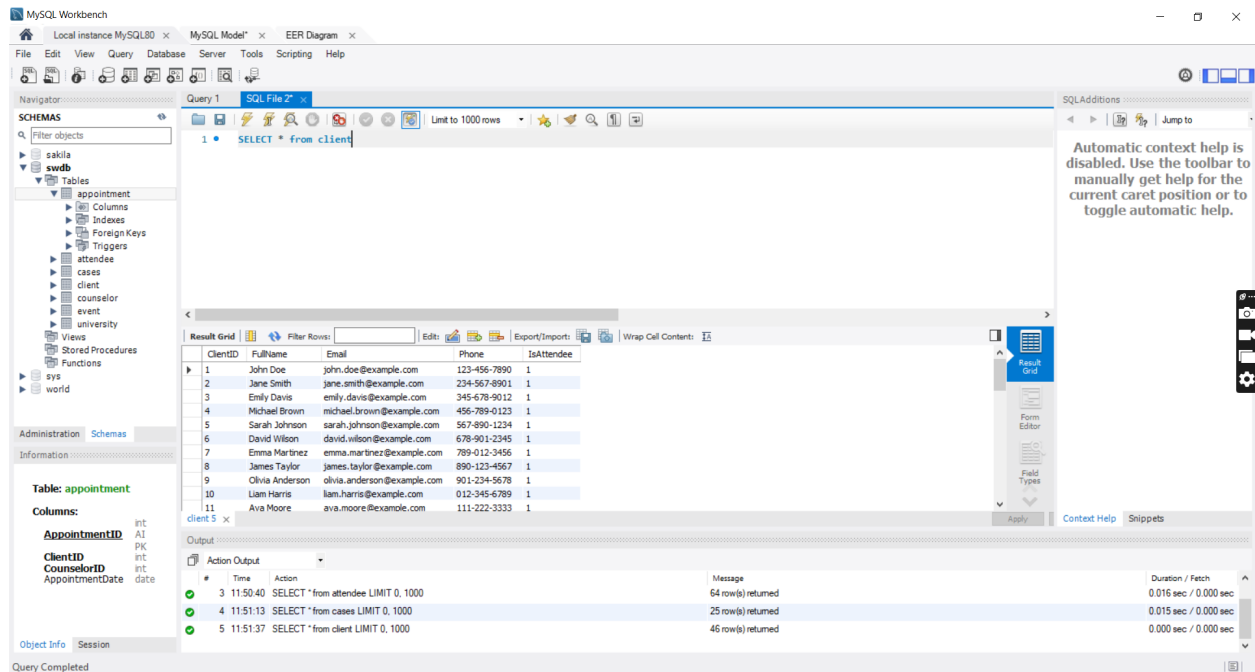 MySQL Workbench
Local instance MySQL80 MySQL Model* EER Diagram
File Edit View Query Database Server Tools Scripting Help
Navigator
SCHEMAS
Filter objects
sakila
swdb
Tables
appointment
Columns
Indexes
Foreign Keys
Triggers
attendee
cases
client
counselor
event
university
Views
Stored Procedures
Functions
sys
world
Administration Schemas
Information
Table: appointment
Columns:
AppointmentID int AI PK
ClientID int
CounselorID int
AppointmentDate date
Object Info Session
Query 1 SQL File 2*
Limit to 1000 rows
1 SELECT * from client
Result Grid Filter Rows: Edit: Export/Import: Wrap Cell Content:
ClientID FullName Email Phone IsAttendee
1 John Doe john.doe@example.com 123-456-7890 1
2 Jane Smith jane.smith@example.com 234-567-8901 1
3 Emily Davis emily.davis@example.com 345-678-9012 1
4 Michael Brown michael.brown@example.com 456-789-0123 1
5 Sarah Johnson sarah.johnson@example.com 567-890-1234 1
6 David Wilson david.wilson@example.com 678-901-2345 1
7 Emma Martinez emma.martinez@example.com 789-012-3456 1
8 James Taylor james.taylor@example.com 890-123-4567 1
9 Olivia Anderson olivia.anderson@example.com 901-234-5678 1
10 Liam Harris liam.harris@example.com 012-345-6789 1
11 Ava Moore ava.moore@example.com 111-222-3333 1
client 5
Result
Grid
Form
Editor
Field
Types
Apply
SQLAdditions
Jump to
Automatic context help is
disabled. Use the toolbar to
manually get help for the
current caret position or to
toggle automatic help.
Context Help Snippets
Output
Action Output
# Time Action Message Duration / Fetch
3 11:50:40 SELECT * from attendee LIMIT 0, 1000 64 row(s) returned 0.016 sec / 0.000 sec
4 11:51:13 SELECT * from cases LIMIT 0, 1000 25 row(s) returned 0.015 sec / 0.000 sec
5 11:51:37 SELECT * from client LIMIT 0, 1000 46 row(s) returned 0.000 sec / 0.000 sec
Query Completed